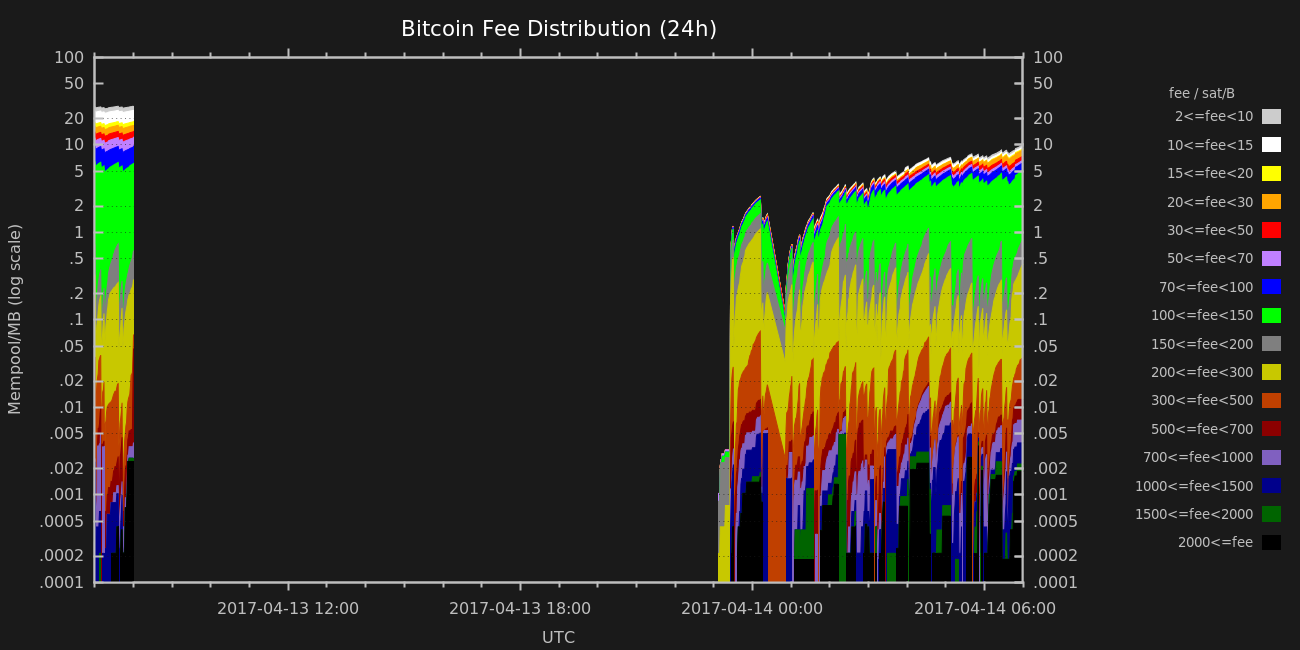 Bitcoin Fee Distribution (24h)
100
50
20
10
5
2
1
.5
.2
.1
.05
.02
.01
.005
.002
.001
.0005
.0002
.0001
Mempool/MB (log scale)
100
50
20
10
5
2
1
.5
.2
.1
.05
.02
.01
.005
.002
.001
.0005
.0002
.0001
2017-04-13 12:00
2017-04-13 18:00
2017-04-14 00:00
2017-04-14 06:00
UTC
fee / sat/B
2<=fee<10
10<=fee<15
15<=fee<20
20<=fee<30
30<=fee<50
50<=fee<70
70<=fee<100
100<=fee<150
150<=fee<200
200<=fee<300
300<=fee<500
500<=fee<700
700<=fee<1000
1000<=fee<1500
1500<=fee<2000
2000<=fee